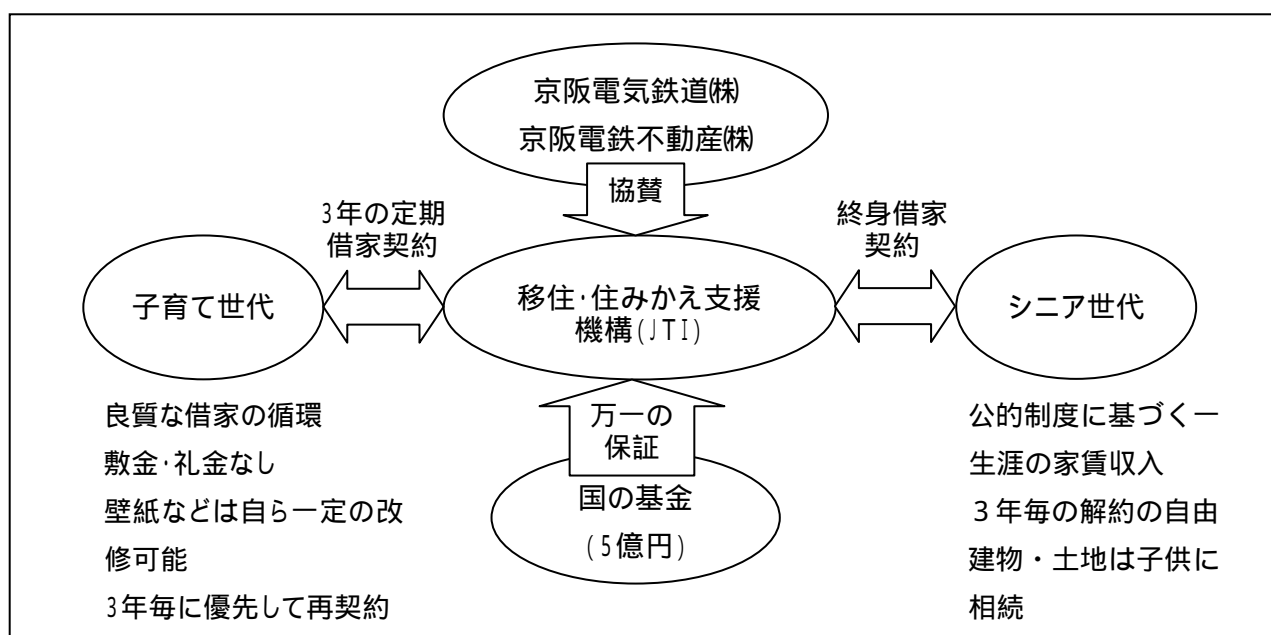 京阪電気鉄道㈱
京阪電鉄不動産㈱
協賛
3年の定期
借家契約
終身借家
契約
子育て世代
移住・住みかえ支援
機構(JTI)
シニア世代
万一の
保証
国の基金
(5億円)
良質な借家の循環
敷金・礼金なし
壁紙などは自ら一定の改
修可能
3年毎に優先して再契約
公的制度に基づく一
生涯の家賃収入
３年毎の解約の自由
建物・土地は子供に
相続